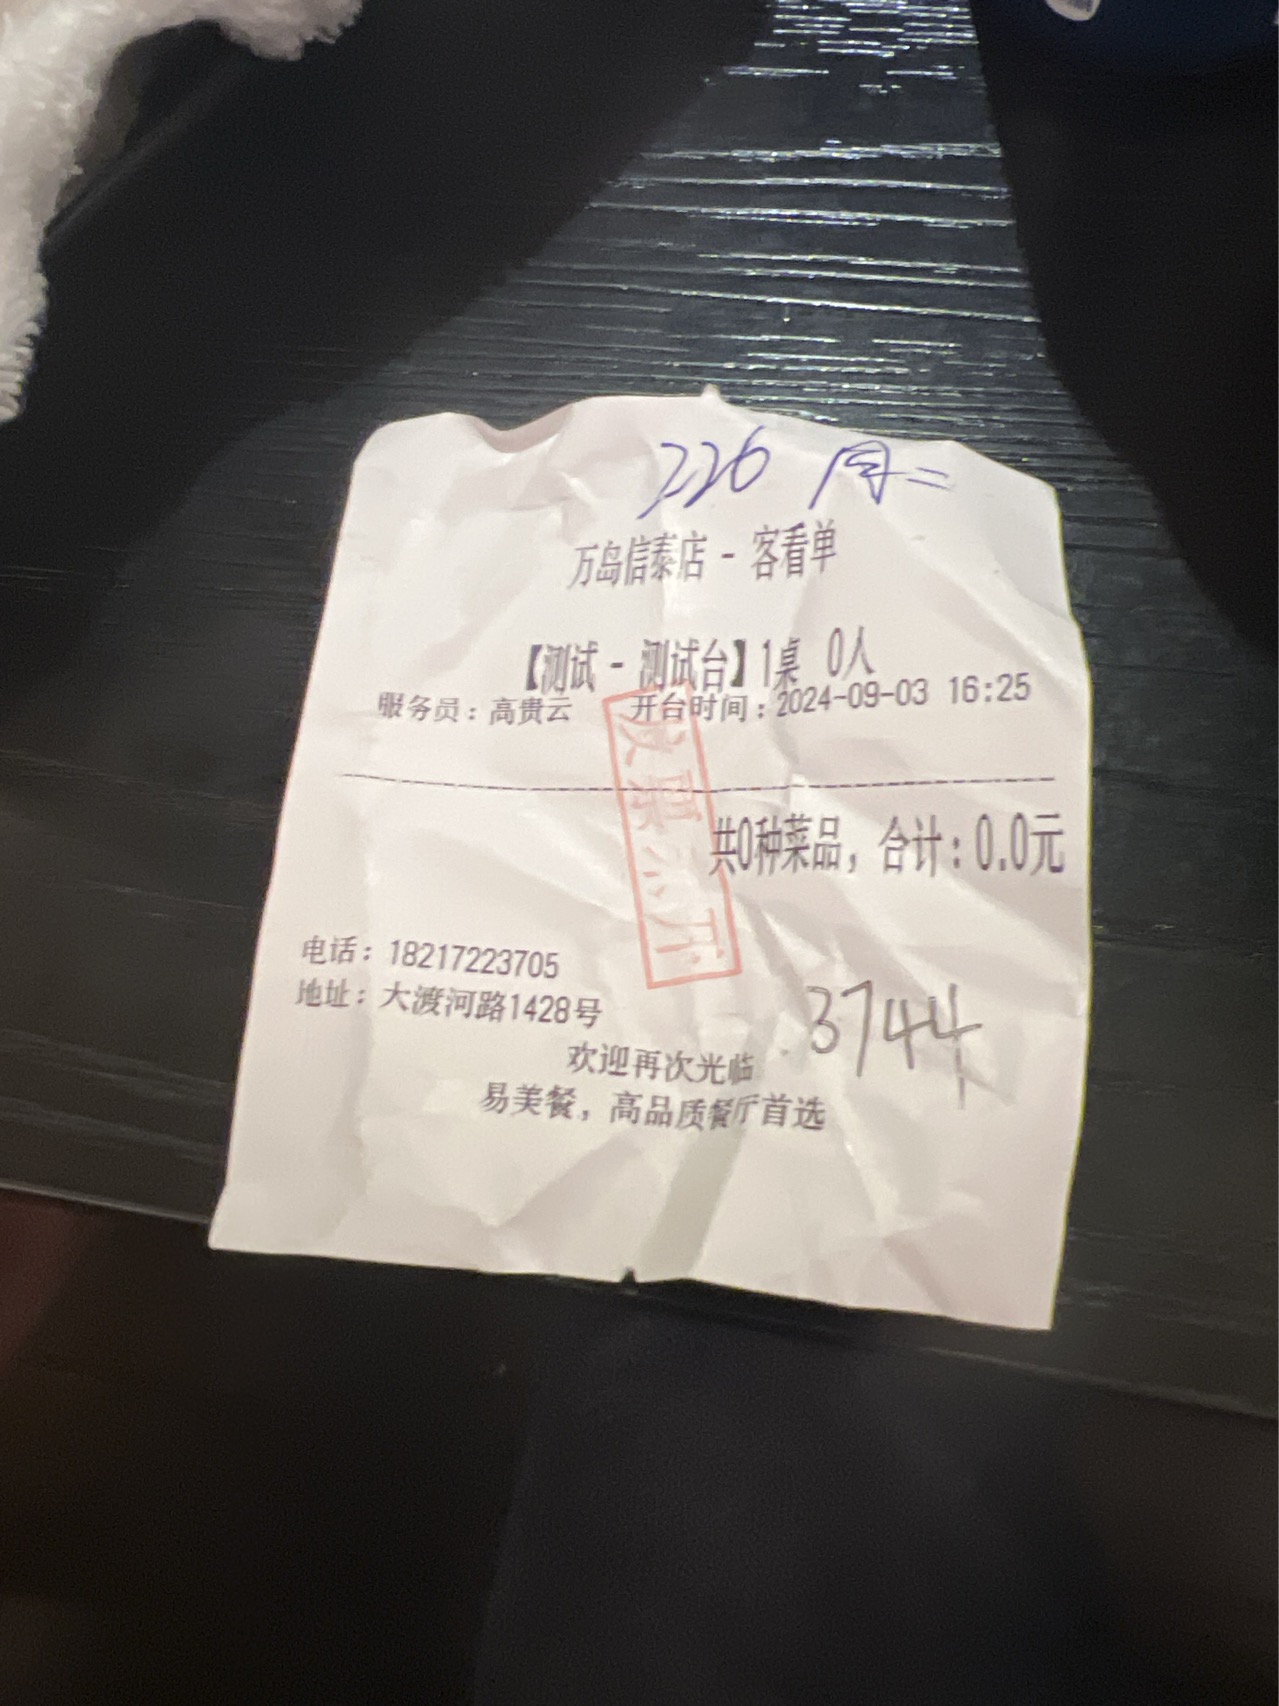 226 周二
万岛信泰店 - 客看单
【测试 - 测试台】1桌 0人
服务员：高贵云 开台时间：2024-09-03 16:25
共0种菜品，合计：0.0元
电话：18217223705
地址：大渡河路1428号
3744
欢迎再次光临
易美餐，高品质餐厅首选